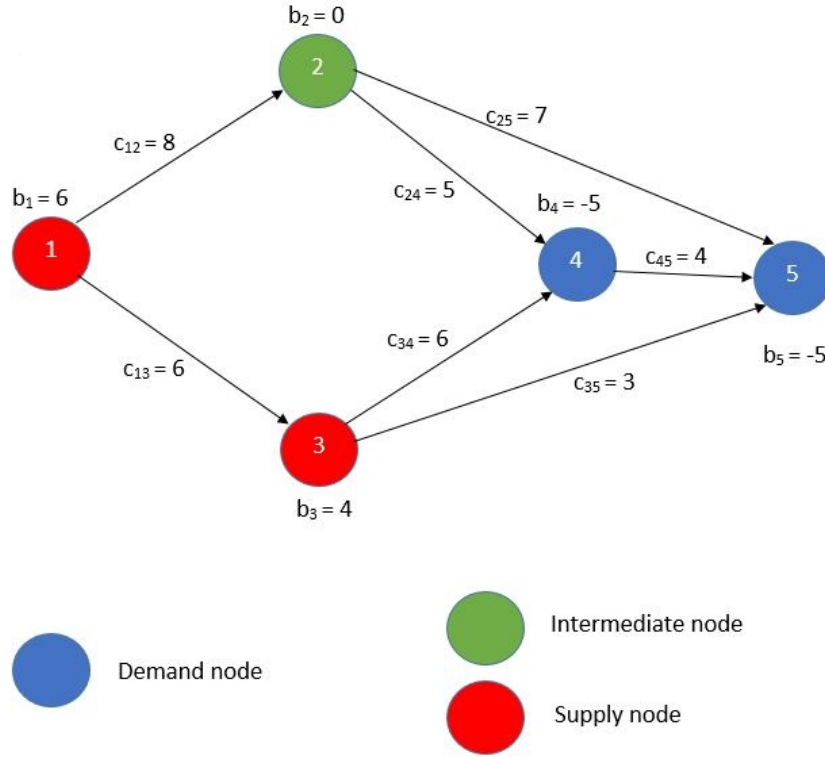 b₂ = 0
2
c₂₅ = 7
c₁₂ = 8
c₂₄ = 5
b₁ = 6
b₄ = -5
1
4
c₄₅ = 4
5
c₃₄ = 6
b₅ = -5
c₁₃ = 6
c₃₅ = 3
3
b₃ = 4
Intermediate node
Demand node
Supply node